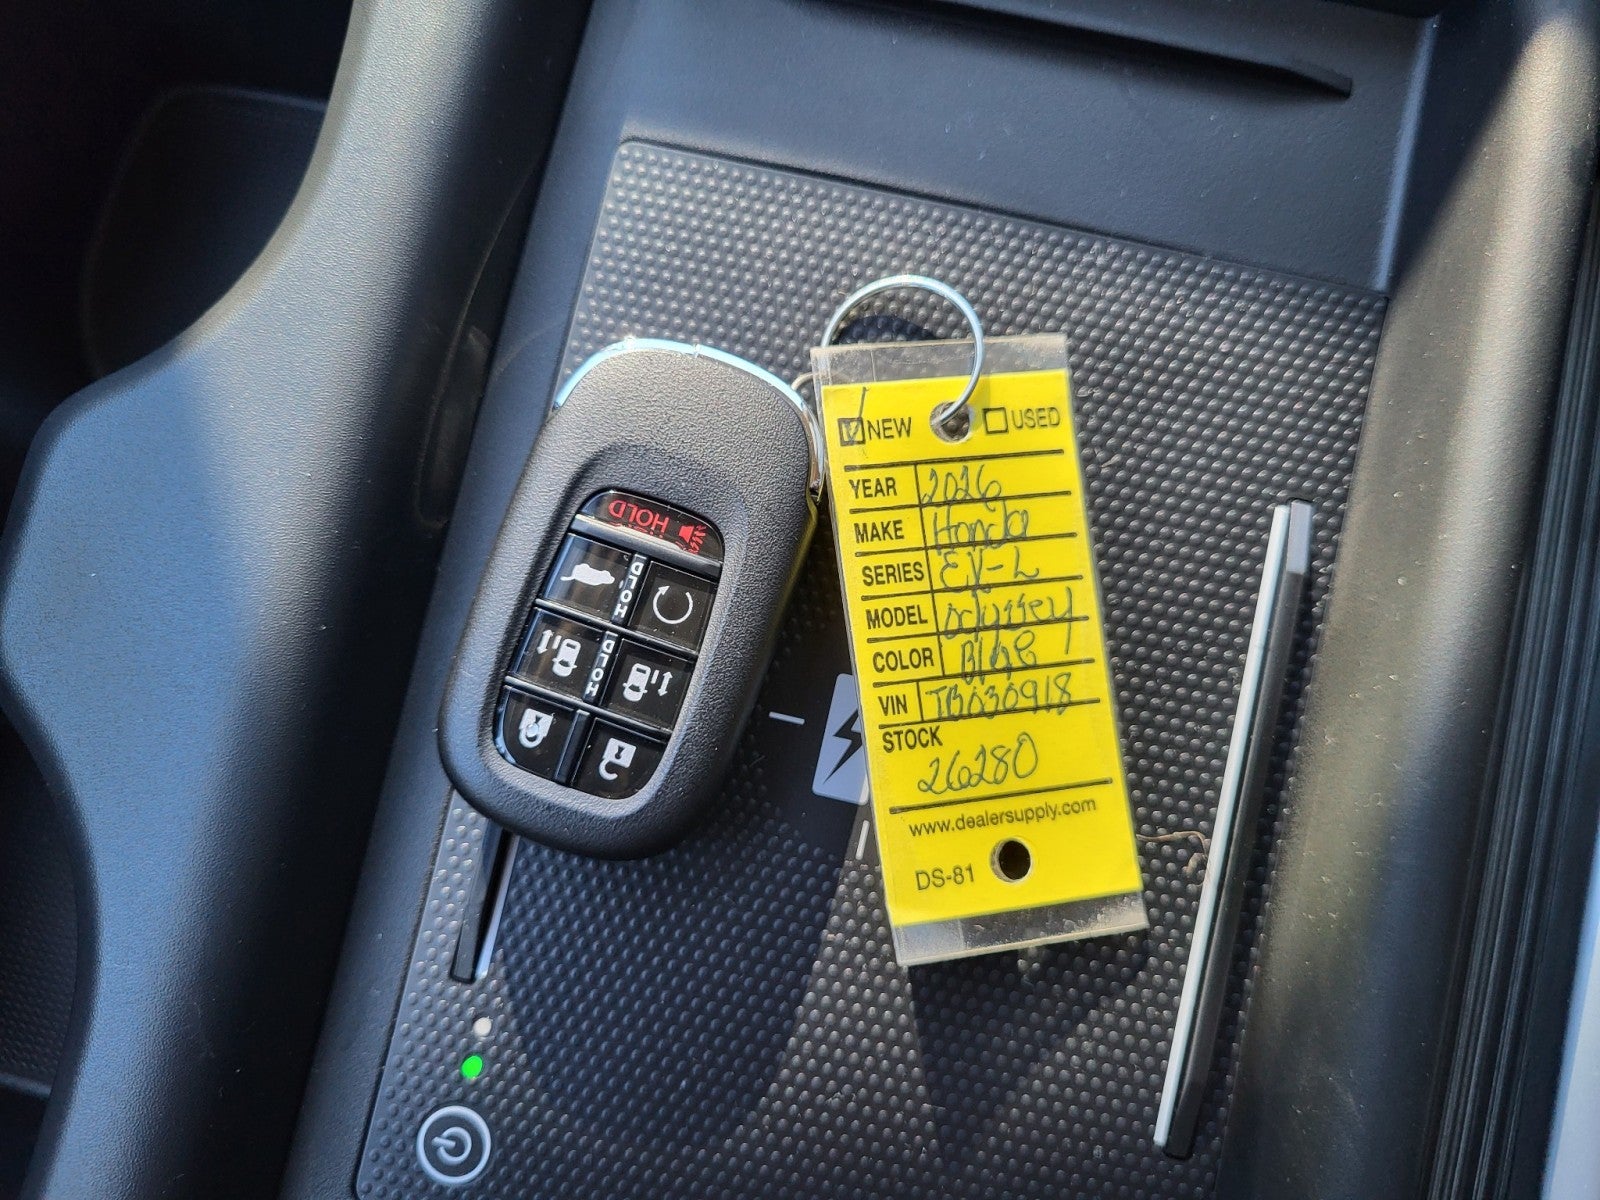 HOLD
HOLD
HOLD
NEW USED
YEAR 2026
MAKE Honda
SERIES EX-L
MODEL Odyssey
COLOR Blue
VIN TB030918
STOCK
26280
www.dealersupply.com
DS-81